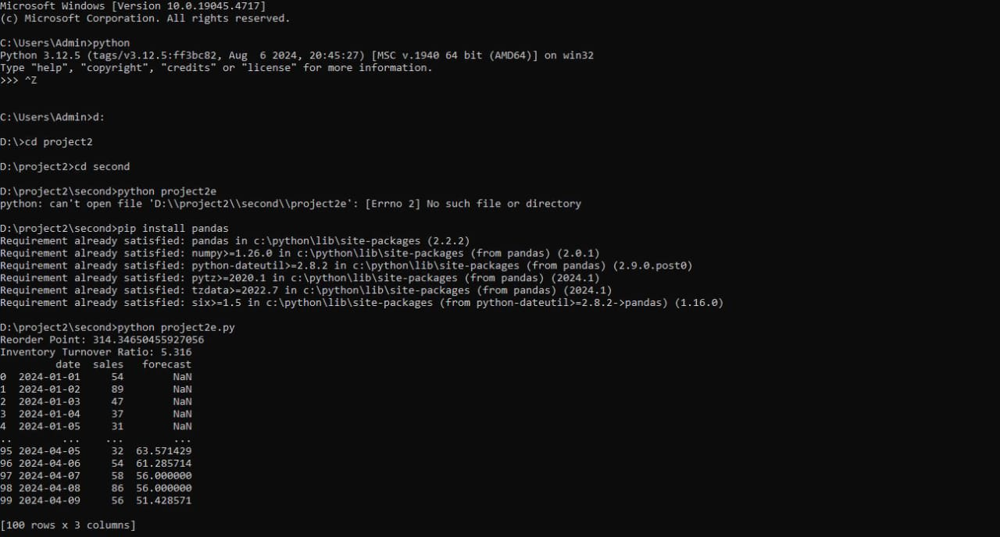 Microsoft Windows [Version 10.0.19045.4717]
(c) Microsoft Corporation. All rights reserved.
C:\Users\Admin>python
Python 3.12.5 (tags/v3.12.5:ff3bc82, Aug  6 2024, 20:45:27) [MSC v.1940 64 bit (AMD64)] on win32
Type "help", "copyright", "credits" or "license" for more information.
>>> ^Z
C:\Users\Admin>d:
D:\>cd project2
D:\project2>cd second
D:\project2\second>python project2e
python: can't open file 'D:\\project2\\second\\project2e': [Errno 2] No such file or directory
D:\project2\second>pip install pandas
Requirement already satisfied: pandas in c:\python\lib\site-packages (2.2.2)
Requirement already satisfied: numpy>=1.26.0 in c:\python\lib\site-packages (from pandas) (2.0.1)
Requirement already satisfied: python-dateutil>=2.8.2 in c:\python\lib\site-packages (from pandas) (2.9.0.post0)
Requirement already satisfied: pytz>=2020.1 in c:\python\lib\site-packages (from pandas) (2024.1)
Requirement already satisfied: tzdata>=2022.7 in c:\python\lib\site-packages (from pandas) (2024.1)
Requirement already satisfied: six>=1.5 in c:\python\lib\site-packages (from python-dateutil>=2.8.2->pandas) (1.16.0)
D:\project2\second>python project2e.py
Reorder Point: 314.34650455927056
Inventory Turnover Ratio: 5.316
         date  sales   forecast
0  2024-01-01     54        NaN
1  2024-01-02     89        NaN
2  2024-01-03     47        NaN
3  2024-01-04     37        NaN
4  2024-01-05     31        NaN
..        ...    ...        ...
95 2024-04-05     32  63.571429
96 2024-04-06     54  61.285714
97 2024-04-07     58  56.000000
98 2024-04-08     86  56.000000
99 2024-04-09     56  51.428571
[100 rows x 3 columns]